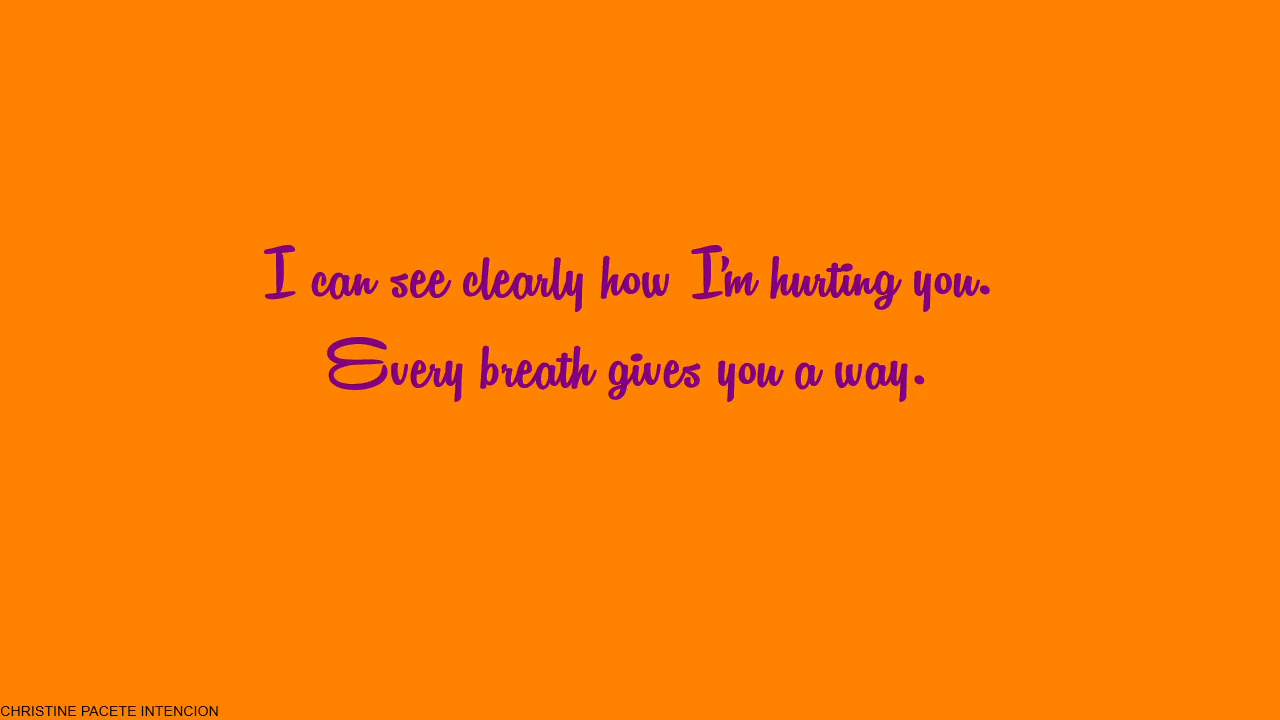 I can see clearly how I'm hurting you.
Every breath gives you a way.
CHRISTINE PACETE INTENCION